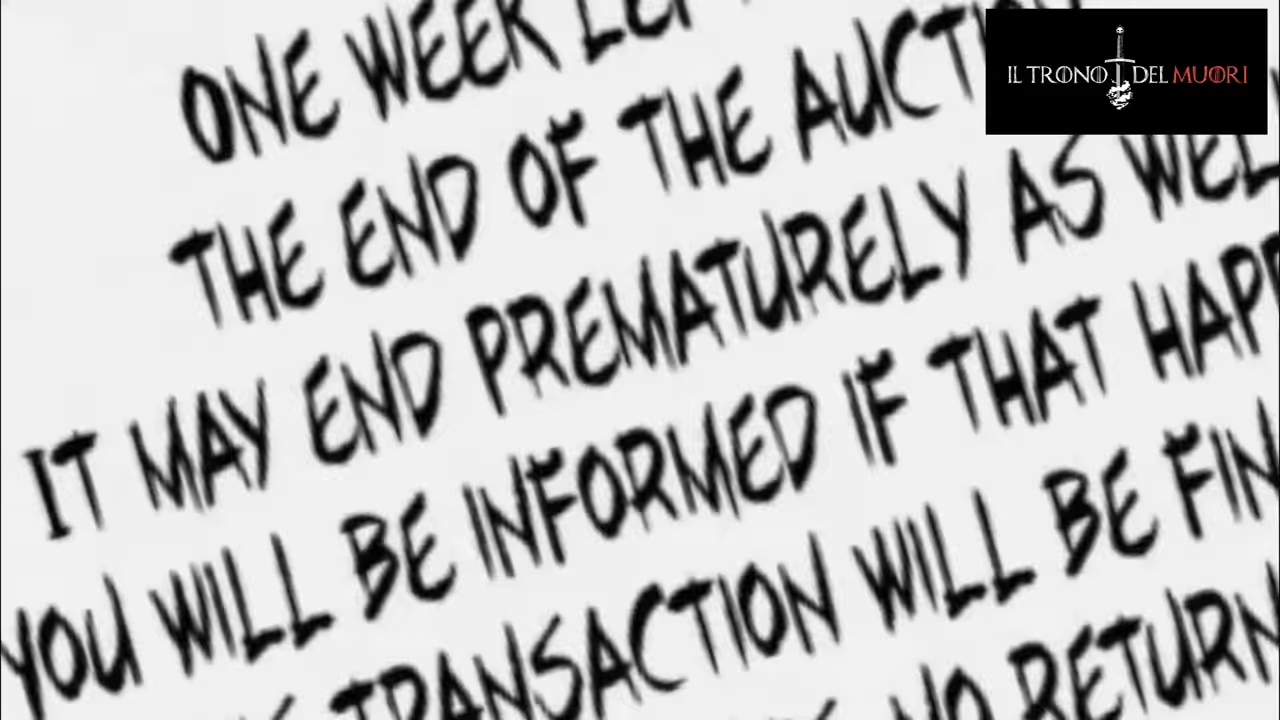 ONE WEEK
THE END OF THE
IT MAY END PREMATURELY AS
YOU WILL BE INFORMED IF THAT
TRANSACTION WILL BE
NO
IL TRONO DEL MUORI